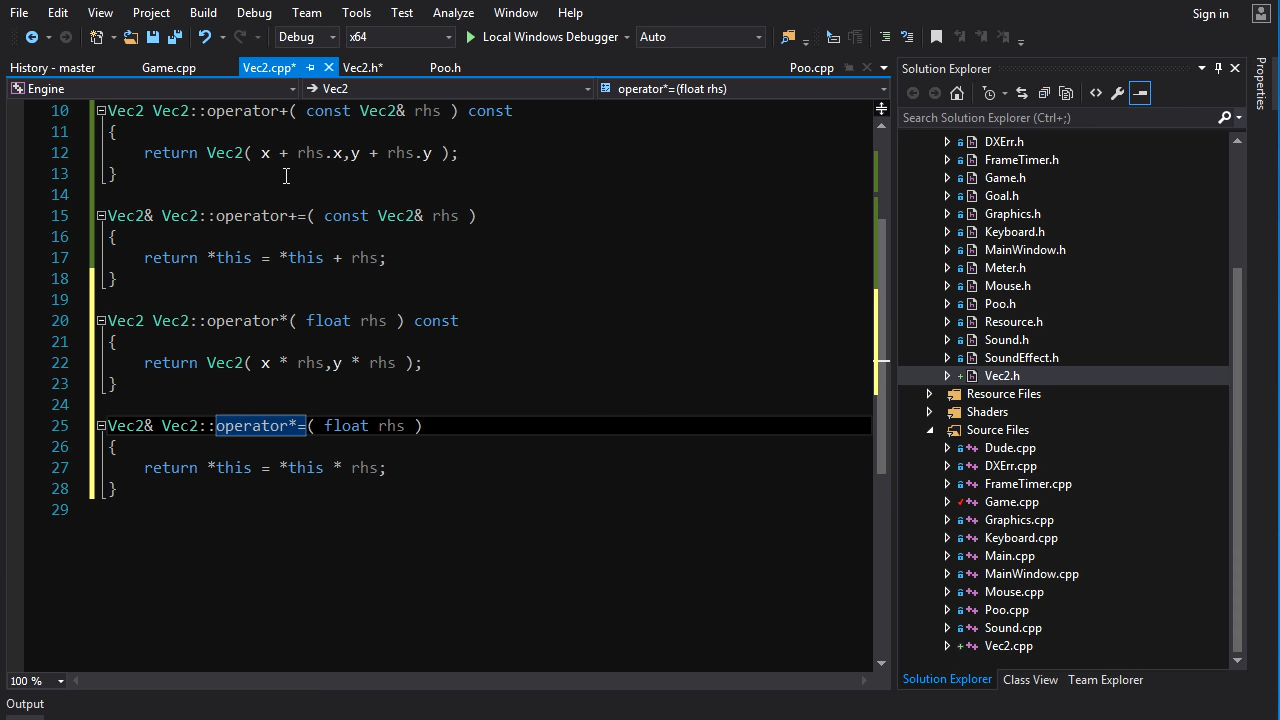 File Edit View Project Build Debug Team Tools Test Analyze Window Help
Sign in
Debug x64 Local Windows Debugger Auto
History - master Game.cpp Vec2.cpp* Vec2.h* Poo.h Poo.cpp
Engine Vec2 operator*=(float rhs)
10 Vec2 Vec2::operator+( const Vec2& rhs ) const
11 {
12 return Vec2( x + rhs.x,y + rhs.y );
13 }
14
15 Vec2& Vec2::operator+=( const Vec2& rhs )
16 {
17 return *this = *this + rhs;
18 }
19
20 Vec2 Vec2::operator*( float rhs ) const
21 {
22 return Vec2( x * rhs,y * rhs );
23 }
24
25 Vec2& Vec2::operator*=( float rhs )
26 {
27 return *this = *this * rhs;
28 }
29
100 %
Output
Solution Explorer
Search Solution Explorer (Ctrl+;)
DXErr.h
FrameTimer.h
Game.h
Goal.h
Graphics.h
Keyboard.h
MainWindow.h
Meter.h
Mouse.h
Poo.h
Resource.h
Sound.h
SoundEffect.h
Vec2.h
Resource Files
Shaders
Source Files
Dude.cpp
DXErr.cpp
FrameTimer.cpp
Game.cpp
Graphics.cpp
Keyboard.cpp
Main.cpp
MainWindow.cpp
Mouse.cpp
Poo.cpp
Sound.cpp
Vec2.cpp
Solution Explorer Class View Team Explorer
Properties